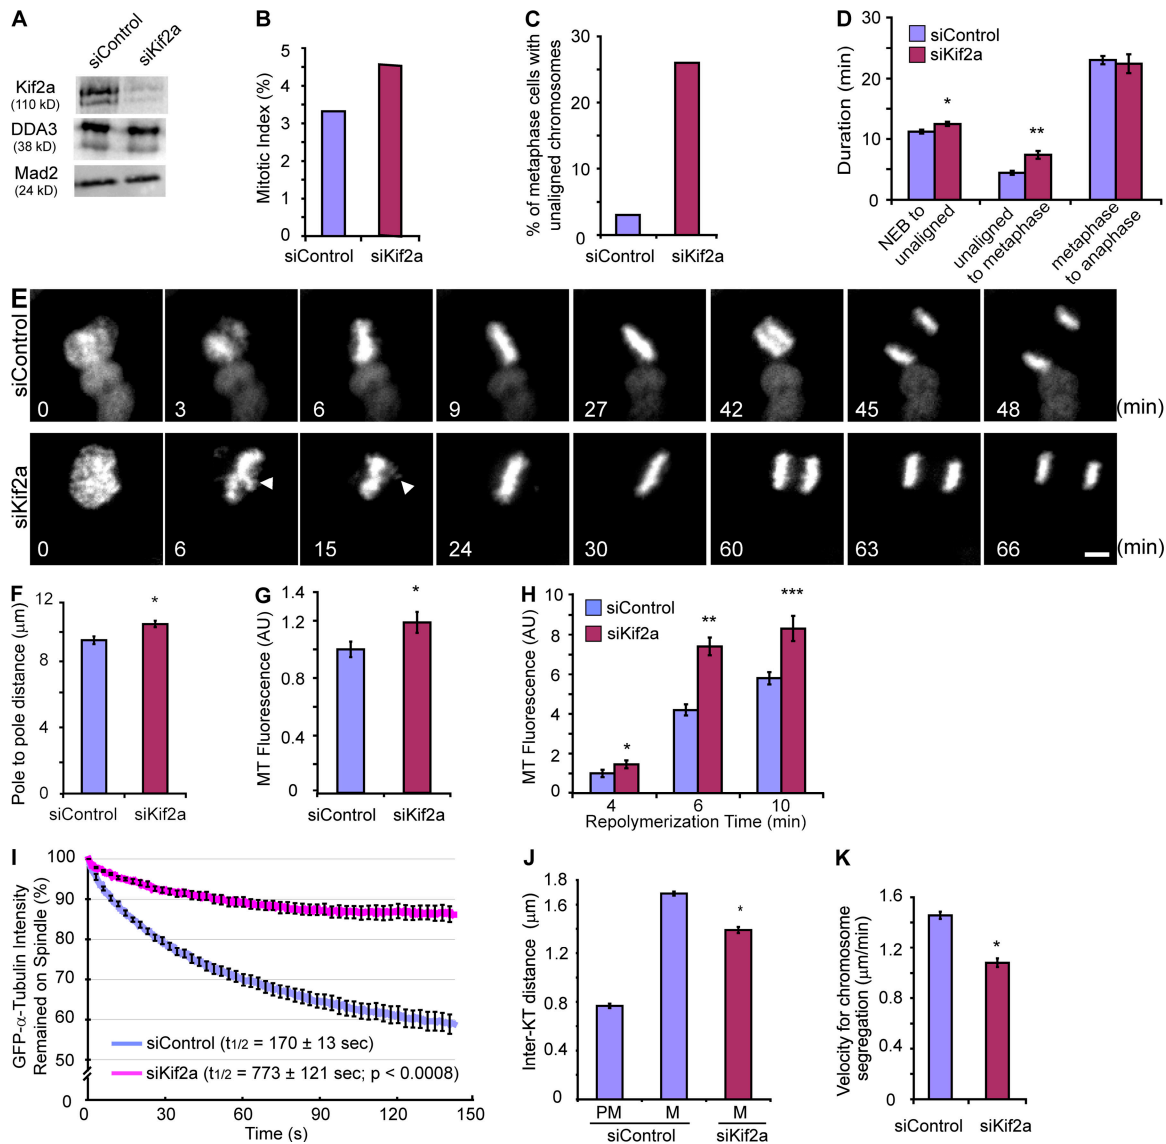 A
siControl
siKif2a
Kif2a
(110 kD)
DDA3
(38 kD)
Mad2
(24 kD)
B
Mitotic Index (%)
5
4
3
2
1
0
siControl siKif2a
C
% of metaphase cells with
unaligned chromosomes
30
20
10
0
siControl siKif2a
D
siControl
siKif2a
Duration (min)
30
20
10
0
*
**
NEB to
unaligned
unaligned
to metaphase
metaphase
to anaphase
E
siControl
0 3 6 9 27 42 45 48 (min)
siKif2a
0 6 15 24 30 60 63 66 (min)
F
Pole to pole distance (μm)
12
8
4
0
*
siControl siKif2a
G
MT Fluorescence (AU)
1.4
1.2
1.0
0.8
0.4
0
*
siControl siKif2a
H
siControl
siKif2a
MT Fluorescence (AU)
10
8
6
4
2
0
*
**
***
4 6 10
Repolymerization Time (min)
I
GFP-α-Tubulin Intensity
Remained on Spindle (%)
100
90
80
70
60
50
0
siControl (t1/2 = 170 ± 13 sec)
siKif2a (t1/2 = 773 ± 121 sec; p < 0.0008)
0 30 60 90 120 150
Time (s)
J
Inter-KT distance (μm)
1.8
1.6
1.2
0.8
0.4
0
*
PM M M
siControl siKif2a
K
Velocity for chromosome
segregation (μm/min)
1.6
1.2
0.8
0.4
0
*
siControl siKif2a